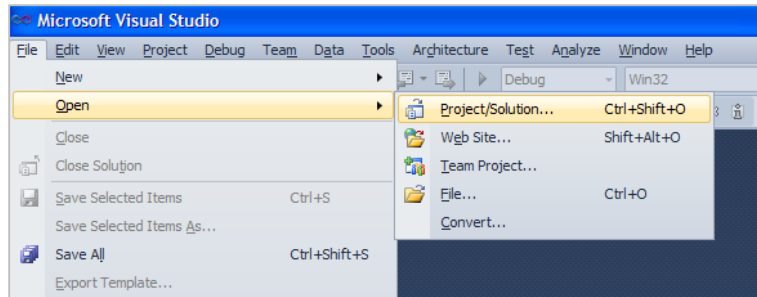 Microsoft Visual Studio
File Edit View Project Debug Team Data Tools Architecture Test Analyze Window Help
New
Debug Win32
Open
Project/Solution... Ctrl+Shift+O
Close
Web Site... Shift+Alt+O
Close Solution
Team Project...
Save Selected Items Ctrl+S
File... Ctrl+O
Save Selected Items As...
Convert...
Save All Ctrl+Shift+S
Export Template...